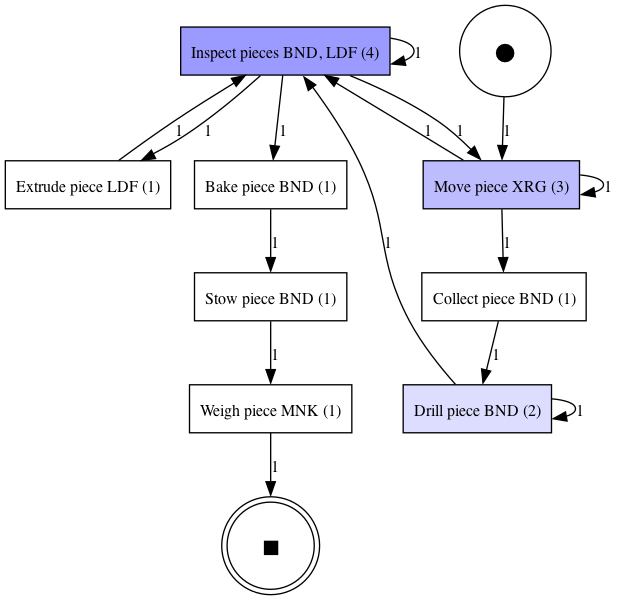 Inspect pieces BND, LDF (4)
1
1
1
1
1
1
1
Extrude piece LDF (1)
Bake piece BND (1)
Move piece XRG (3)
1
1
1
1
Stow piece BND (1)
Collect piece BND (1)
1
1
Weigh piece MNK (1)
Drill piece BND (2)
1
1